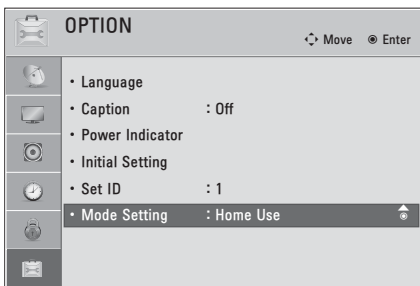 OPTION
Move Enter
• Language
• Caption : Off
• Power Indicator
• Initial Setting
• Set ID : 1
• Mode Setting : Home Use